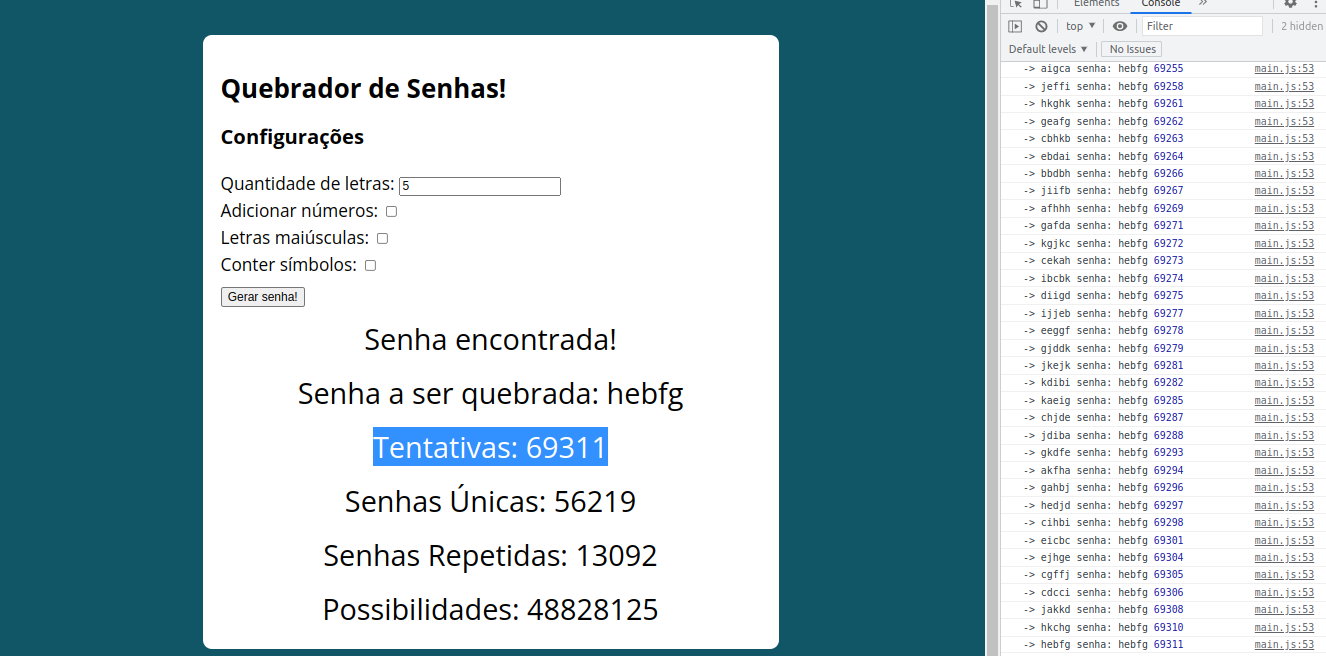 Quebrador de Senhas!
Configurações
Quantidade de letras: 5
Adicionar números:
Letras maiúsculas:
Conter símbolos:
Gerar senha!
Senha encontrada!
Senha a ser quebrada: hebfg
Tentativas: 69311
Senhas Únicas: 56219
Senhas Repetidas: 13092
Possibilidades: 48828125
Elements Console »
top ▼ Filter 2 hidden
Default levels ▼ No Issues
-> aigca senha: hebfg 69255 main.js:53
-> jeffi senha: hebfg 69258 main.js:53
-> hkghk senha: hebfg 69261 main.js:53
-> geafg senha: hebfg 69262 main.js:53
-> cbhkb senha: hebfg 69263 main.js:53
-> ebdai senha: hebfg 69264 main.js:53
-> bbdbh senha: hebfg 69266 main.js:53
-> jiifb senha: hebfg 69267 main.js:53
-> afhhh senha: hebfg 69269 main.js:53
-> gafda senha: hebfg 69271 main.js:53
-> kgjkc senha: hebfg 69272 main.js:53
-> cekah senha: hebfg 69273 main.js:53
-> ibcbk senha: hebfg 69274 main.js:53
-> diigd senha: hebfg 69275 main.js:53
-> ijjeb senha: hebfg 69277 main.js:53
-> eeggf senha: hebfg 69278 main.js:53
-> gjddk senha: hebfg 69279 main.js:53
-> jkejk senha: hebfg 69281 main.js:53
-> kdibi senha: hebfg 69282 main.js:53
-> kaeig senha: hebfg 69285 main.js:53
-> chjde senha: hebfg 69287 main.js:53
-> jdiba senha: hebfg 69288 main.js:53
-> gkdfe senha: hebfg 69293 main.js:53
-> akfha senha: hebfg 69294 main.js:53
-> gahbj senha: hebfg 69296 main.js:53
-> hedjd senha: hebfg 69297 main.js:53
-> cihbi senha: hebfg 69298 main.js:53
-> eicbc senha: hebfg 69301 main.js:53
-> ejhge senha: hebfg 69304 main.js:53
-> cgffj senha: hebfg 69305 main.js:53
-> cdcci senha: hebfg 69306 main.js:53
-> jakkd senha: hebfg 69308 main.js:53
-> hkchg senha: hebfg 69310 main.js:53
-> hebfg senha: hebfg 69311 main.js:53